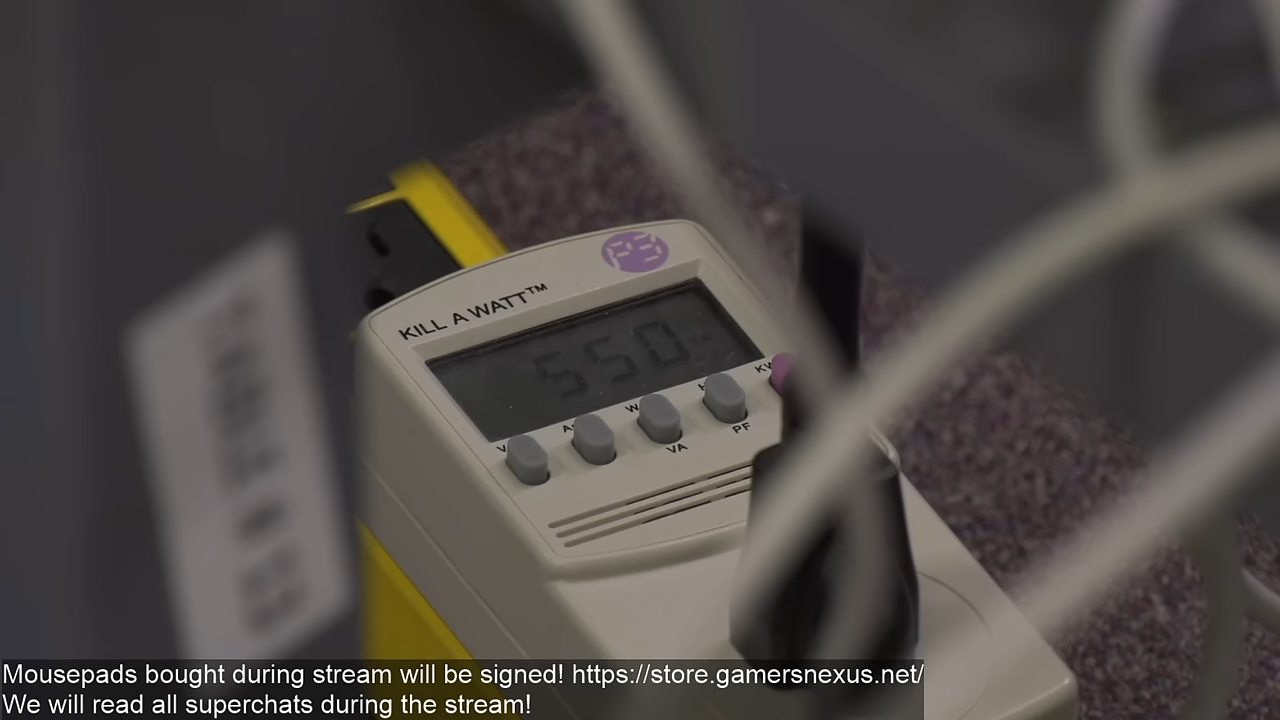 P3
KILL A WATT™
550
PF
VA
Mousepads bought during stream will be signed! https://store.gamersnexus.net/
We will read all superchats during the stream!